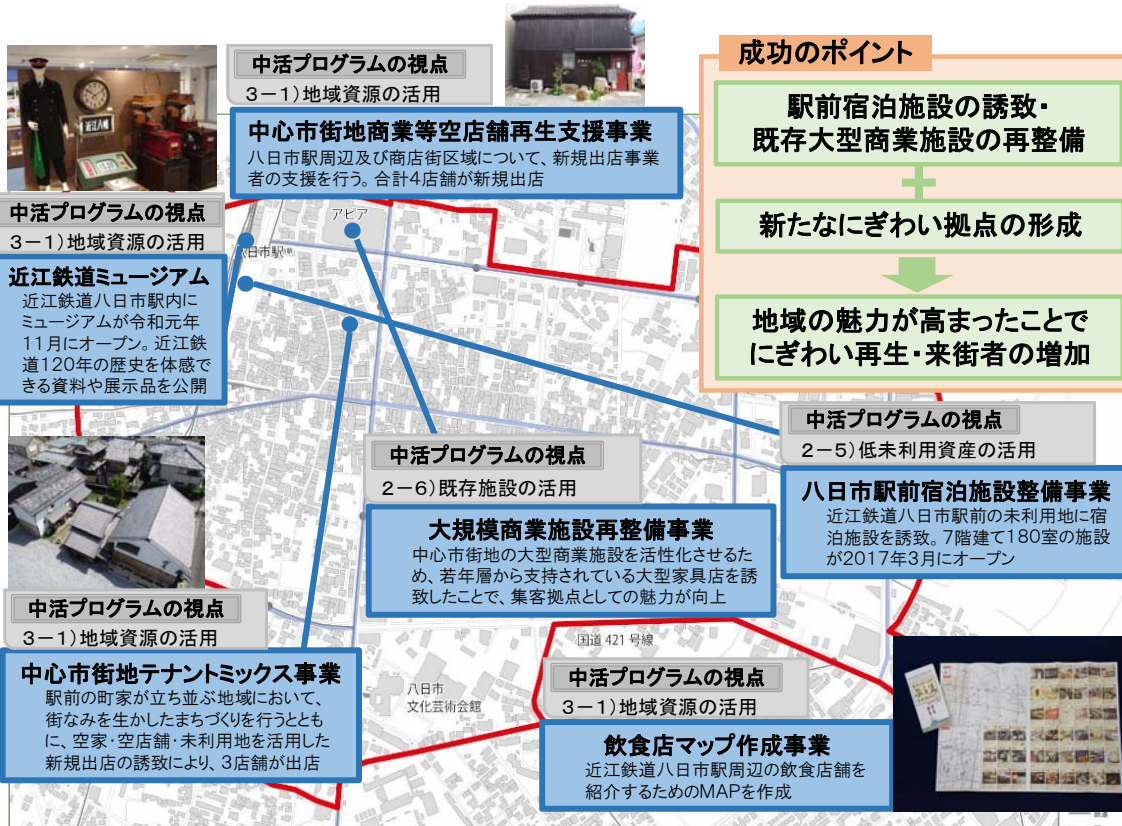 中活プログラムの視点
3-1)地域資源の活用
中心市街地商業等空店舗再生支援事業
八日市駅周辺及び商店街区域について、新規出店事業
者の支援を行う。合計4店舗が新規出店
成功のポイント
駅前宿泊施設の誘致・
既存大型商業施設の再整備
新たなにぎわい拠点の形成
地域の魅力が高まったことで
にぎわい再生・来街者の増加
近江八幡
中活プログラムの視点
3-1)地域資源の活用
近江鉄道ミュージアム
近江鉄道八日市駅内に
ミュージアムが令和元年
11月にオープン。近江鉄
道120年の歴史を体感で
きる資料や展示品を公開
アピア
八日市駅
中活プログラムの視点
2-5)低未利用資産の活用
八日市駅前宿泊施設整備事業
近江鉄道八日市駅前の未利用地に宿
泊施設を誘致。7階建て180室の施設
が2017年3月にオープン
中活プログラムの視点
2-6)既存施設の活用
大規模商業施設再整備事業
中心市街地の大型商業施設を活性化させるた
め、若年層から支持されている大型家具店を誘
致したことで、集客拠点としての魅力が向上
中活プログラムの視点
3-1)地域資源の活用
中心市街地テナントミックス事業
駅前の町家が立ち並ぶ地域において、
街なみを生かしたまちづくりを行うととも
に、空家・空店舗・未利用地を活用した
新規出店の誘致により、3店舗が出店
八日市
文化芸術会館
国道421号線
中活プログラムの視点
3-1)地域資源の活用
飲食店マップ作成事業
近江鉄道八日市駅周辺の飲食店舗を
紹介するためのMAPを作成